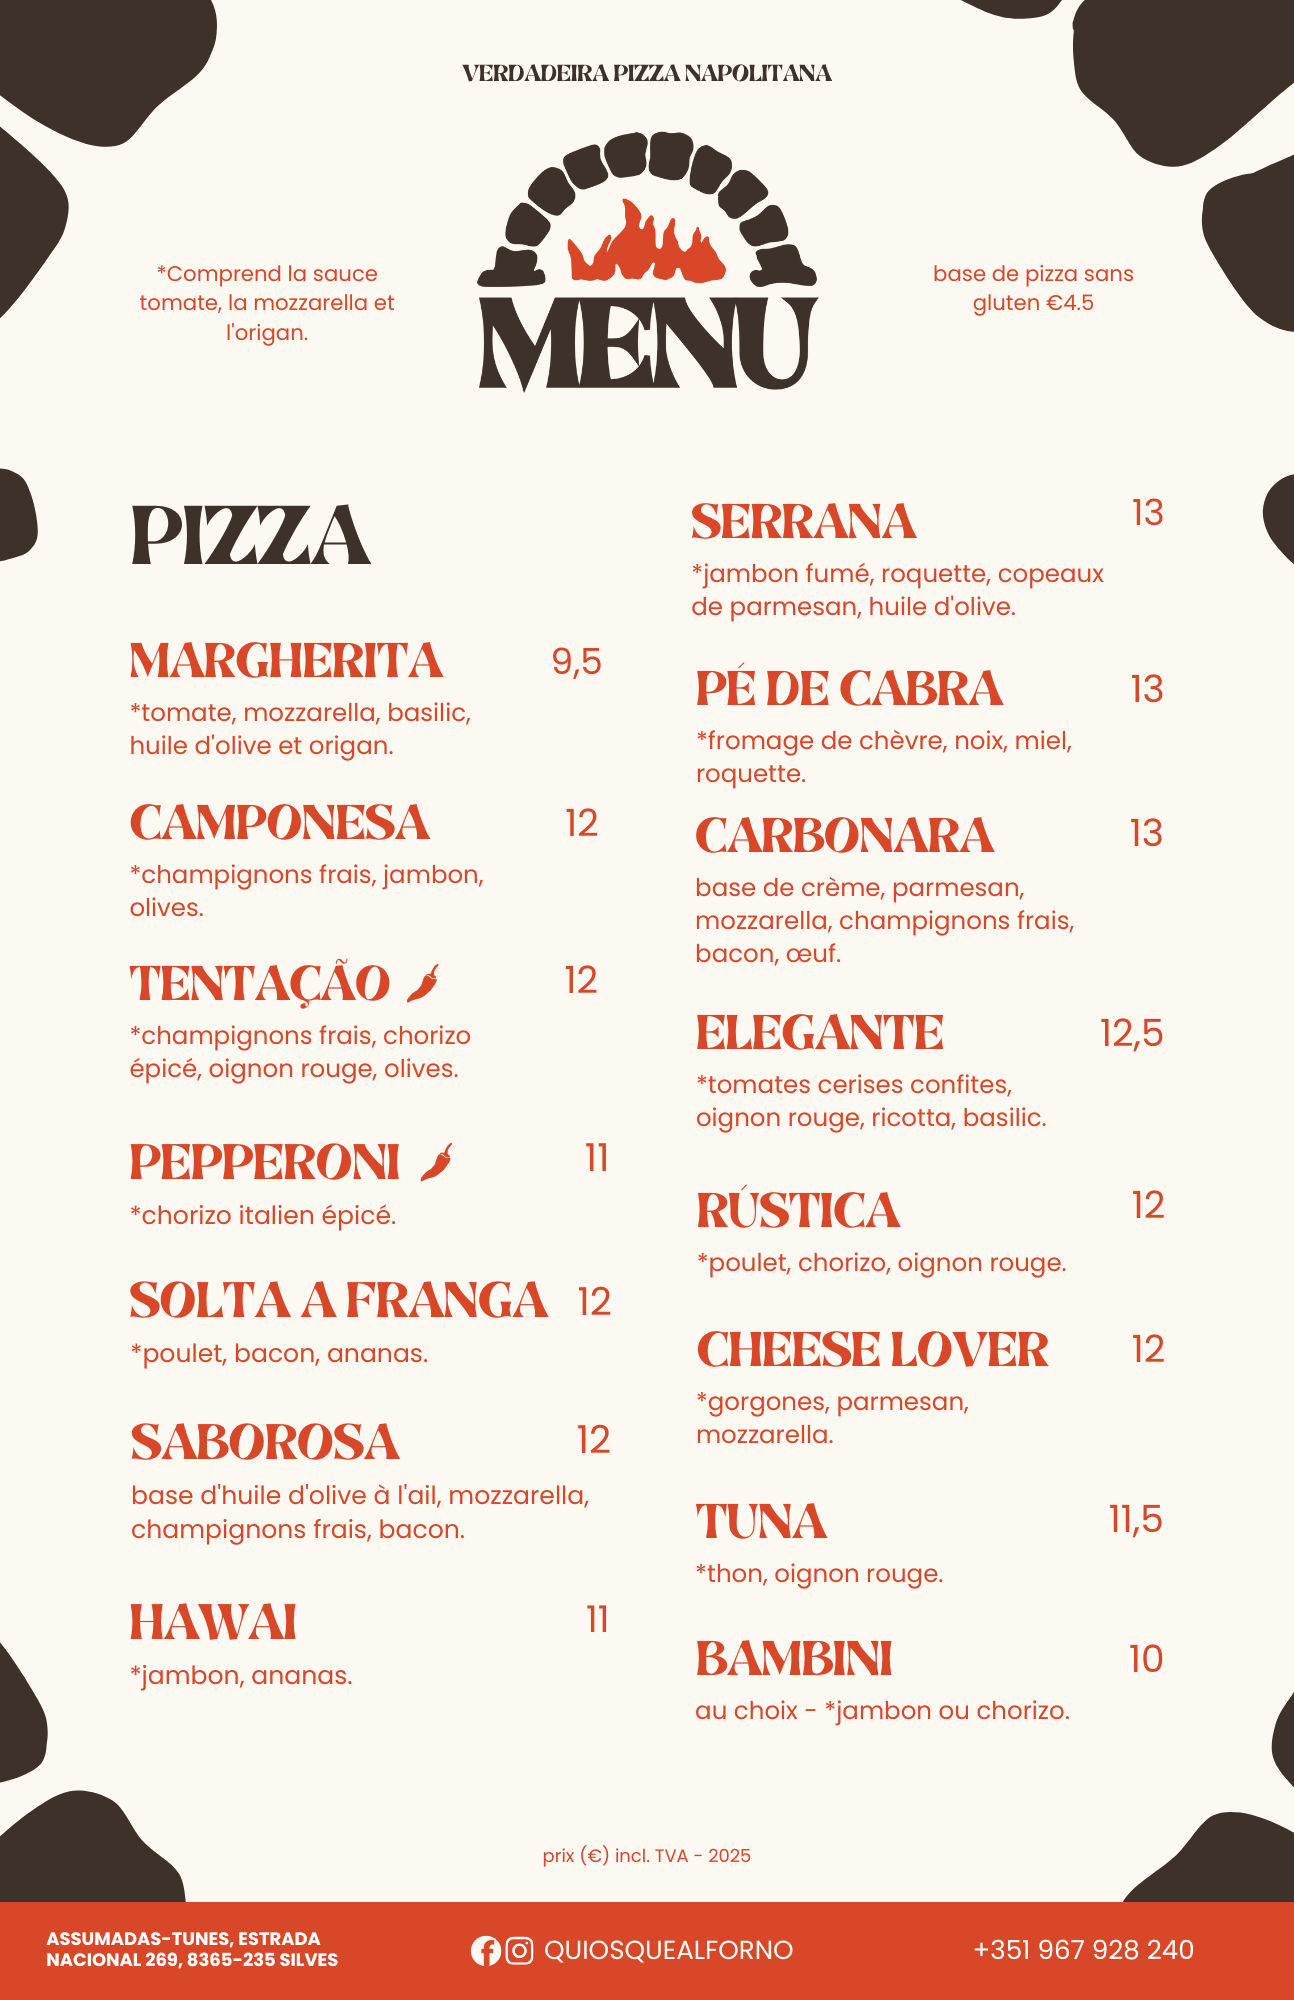 VERDADEIRA PIZZA NAPOLITANA
*Comprend la sauce
tomate, la mozzarella et
l'origan.
MENU
base de pizza sans
gluten €4.5
PIZZA
MARGHERITA 9,5
*tomate, mozzarella, basilic,
huile d'olive et origan.
CAMPONESA 12
*champignons frais, jambon,
olives.
TENTAÇÃO 12
*champignons frais, chorizo
épicé, oignon rouge, olives.
PEPPERONI 11
*chorizo italien épicé.
SOLTA A FRANGA 12
*poulet, bacon, ananas.
SABOROSA 12
base d'huile d'olive à l'ail, mozzarella,
champignons frais, bacon.
HAWAI 11
*jambon, ananas.
SERRANA 13
*jambon fumé, roquette, copeaux
de parmesan, huile d'olive.
PÉ DE CABRA 13
*fromage de chèvre, noix, miel,
roquette.
CARBONARA 13
base de crème, parmesan,
mozzarella, champignons frais,
bacon, œuf.
ELEGANTE 12,5
*tomates cerises confites,
oignon rouge, ricotta, basilic.
RÚSTICA 12
*poulet, chorizo, oignon rouge.
CHEESE LOVER 12
*gorgones, parmesan,
mozzarella.
TUNA 11,5
*thon, oignon rouge.
BAMBINI 10
au choix - *jambon ou chorizo.
prix (€) incl. TVA - 2025
ASSUMADAS-TUNES, ESTRADA
NACIONAL 269, 8365-235 SILVES
QUIOSQUEALFORNO
+351 967 928 240